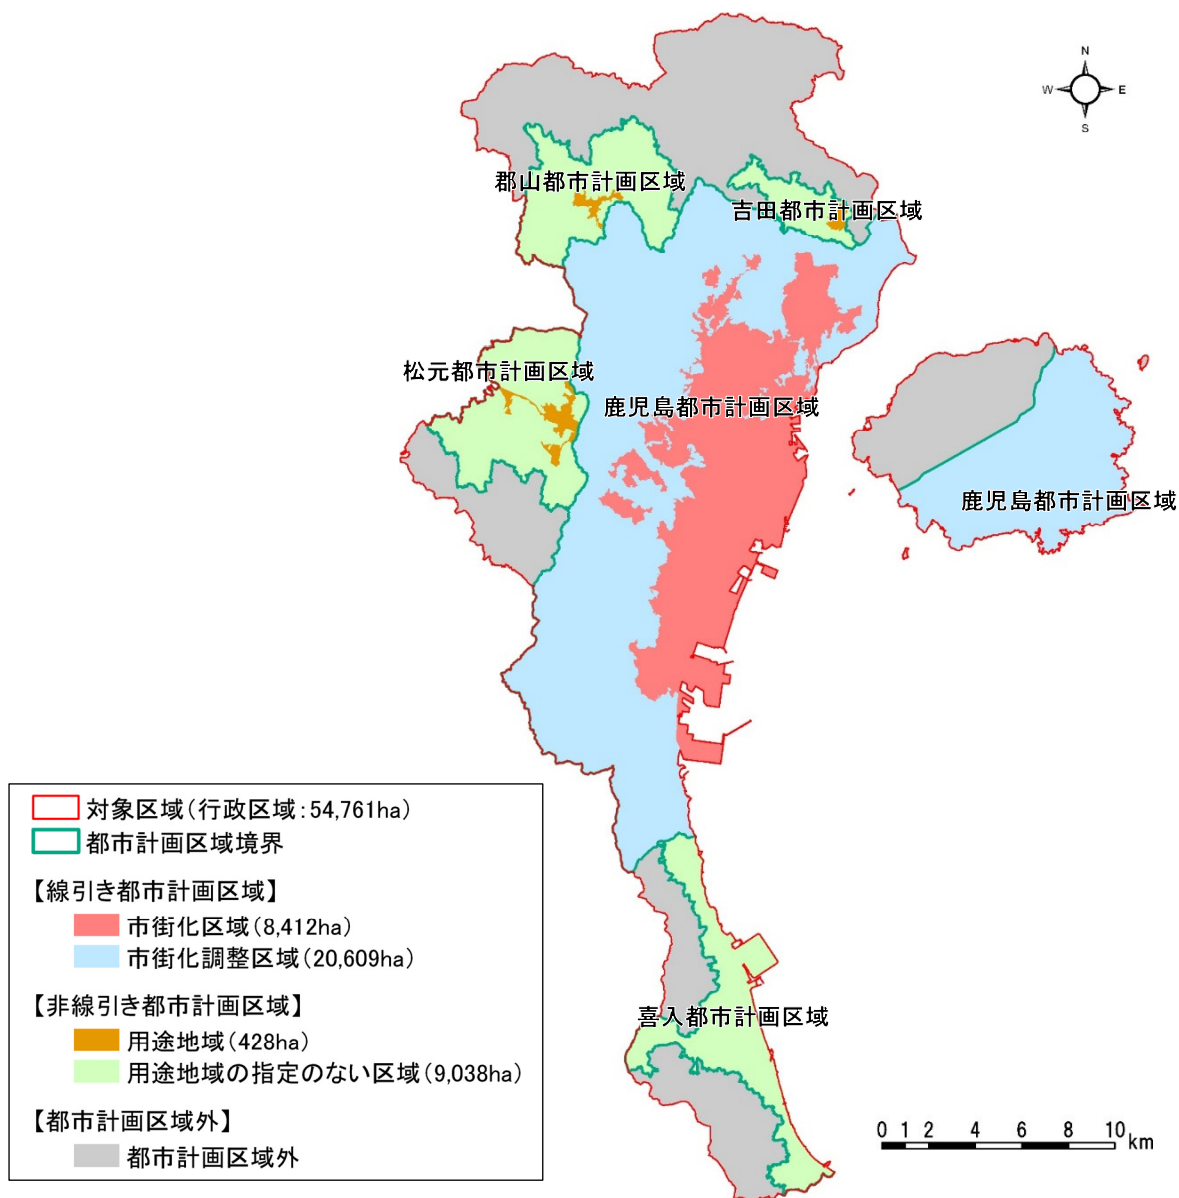 N
W E
S
郡山都市計画区域
吉田都市計画区域
松元都市計画区域
鹿児島都市計画区域
鹿児島都市計画区域
喜入都市計画区域
対象区域(行政区域:54,761ha)
都市計画区域境界
【線引き都市計画区域】
市街化区域(8,412ha)
市街化調整区域(20,609ha)
【非線引き都市計画区域】
用途地域(428ha)
用途地域の指定のない区域(9,038ha)
【都市計画区域外】
都市計画区域外
0 1 2 4 6 8 10
km